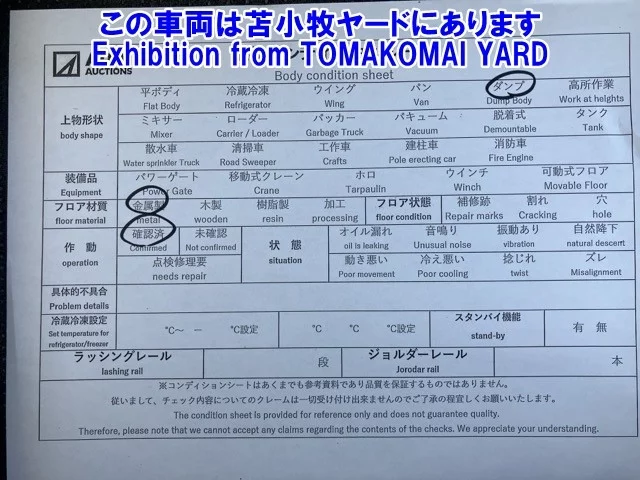 この車両は苫小牧ヤードにあります
Exhibition from TOMAKOMAI YARD
AUCTIONS
Body condition sheet
上物形状 body shape
平ボディ 冷蔵冷凍 ウイング バン ダンプ 高所作業
Flat Body Refrigerator Wing Van Dump Body Work at heights
ミキサー ローダー パッカー バキューム 脱着式 タンク
Mixer Carrier / Loader Garbage Truck Vacuum Demountable Tank
散水車 清掃車 工作車 建柱車 消防車
Water sprinkler Truck Road Sweeper Crafts Pole erecting car Fire Engine
装備品 パワーゲート 移動式クレーン ホロ ウインチ 可動式フロア
Equipment Power Gate Crane Tarpaulin Winch Movable Floor
フロア材質 金属製 木製 樹脂製 加工 フロア状態 補修跡 割れ 穴
floor material metal wooden resin processing floor condition Repair marks Cracking hole
作動 operation
確認済 未確認
Confirmed Not confirmed
点検修理要
needs repair
状態 situation
オイル漏れ 音鳴り 振動あり 自然降下
oil is leaking Unusual noise vibration natural descent
動き悪い 冷え悪い 捻じれ ズレ
Poor movement Poor cooling twist Misalignment
具体的不具合
Problem details
冷蔵冷凍設定
Set temperature for
refrigerator/freezer
℃～ － ℃設定 ℃ ℃ ℃設定
スタンバイ機能
stand-by
有 無
ラッシングレール 段 ジョルダーレール 本
lashing rail Jorodar rail
※コンディションシートはあくまでも参考資料であり品質を保証するものではありません。
従いまして、チェック内容についてのクレームは一切受け付け出来ませんのでご了承の程宜しくお願いいたします。
The condition sheet is provided for reference only and does not guarantee quality.
Therefore, please note that we cannot accept any claims regarding the contents of the checks. We appreciate your understanding.